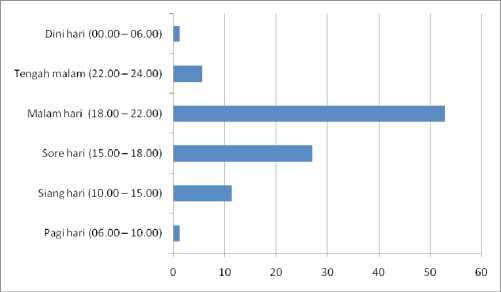 Dini hari (00.00 – 06.00)
Tengah malam (22.00 – 24.00)
Malam hari (18.00 – 22.00)
Sore hari (15.00 – 18.00)
Siang hari (10.00 – 15.00)
Pagi hari (06.00 – 10.00)
0 10 20 30 40 50 60